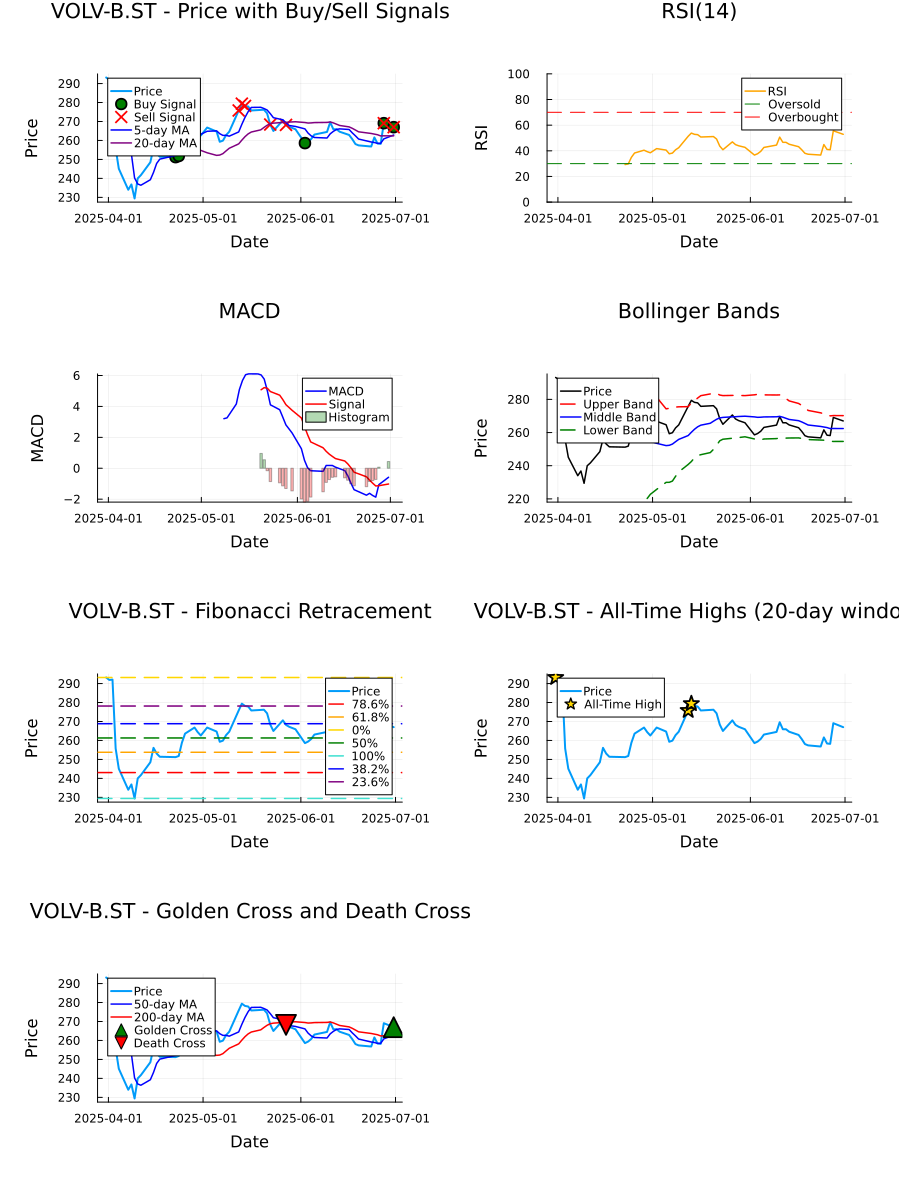 VOLV-B.ST - Price with Buy/Sell Signals
Price
290
280
270
260
250
240
230
Price
Buy Signal
Sell Signal
5-day MA
20-day MA
2025-04-01 2025-05-01 2025-06-01 2025-07-01
Date
RSI(14)
RSI
100
80
60
40
20
0
RSI
Oversold
Overbought
2025-04-01 2025-05-01 2025-06-01 2025-07-01
Date
MACD
MACD
6
4
2
0
−2
MACD
Signal
Histogram
2025-04-01 2025-05-01 2025-06-01 2025-07-01
Date
Bollinger Bands
Price
280
260
240
220
Price
Upper Band
Middle Band
Lower Band
2025-04-01 2025-05-01 2025-06-01 2025-07-01
Date
VOLV-B.ST - Fibonacci Retracement
Price
290
280
270
260
250
240
230
Price
78.6%
61.8%
0%
50%
100%
38.2%
23.6%
2025-04-01 2025-05-01 2025-06-01 2025-07-01
Date
VOLV-B.ST - All-Time Highs (20-day windo
Price
290
280
270
260
250
240
230
Price
All-Time High
2025-04-01 2025-05-01 2025-06-01 2025-07-01
Date
VOLV-B.ST - Golden Cross and Death Cross
Price
290
280
270
260
250
240
230
Price
50-day MA
200-day MA
Golden Cross
Death Cross
2025-04-01 2025-05-01 2025-06-01 2025-07-01
Date